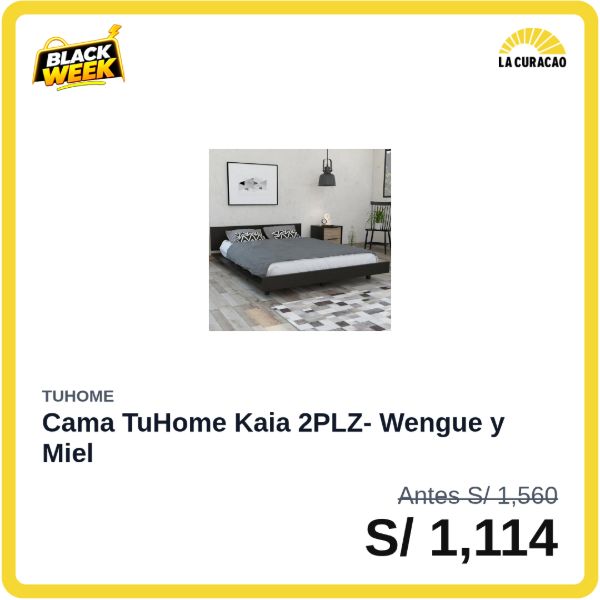 BLACK
WEEK
LA CURACAO
TUHOME
Cama TuHome Kaia 2PLZ- Wengue y
Miel
Antes S/ 1,560
S/ 1,114